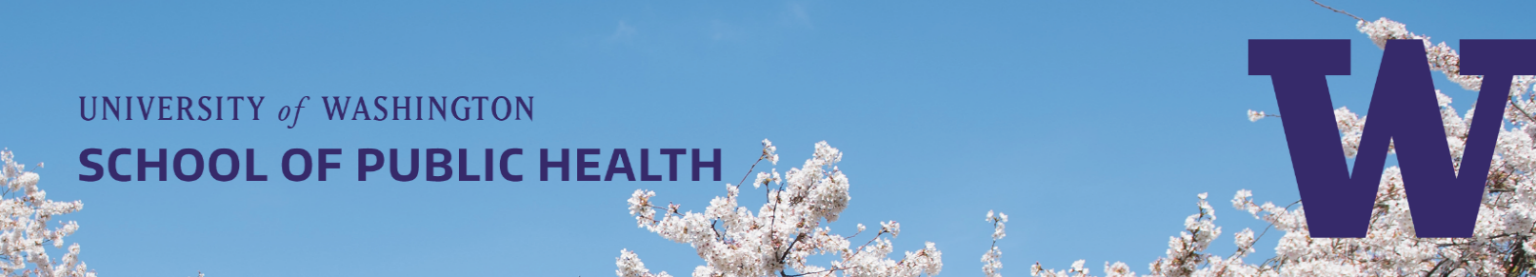 UNIVERSITY of WASHINGTON
SCHOOL OF PUBLIC HEALTH
W